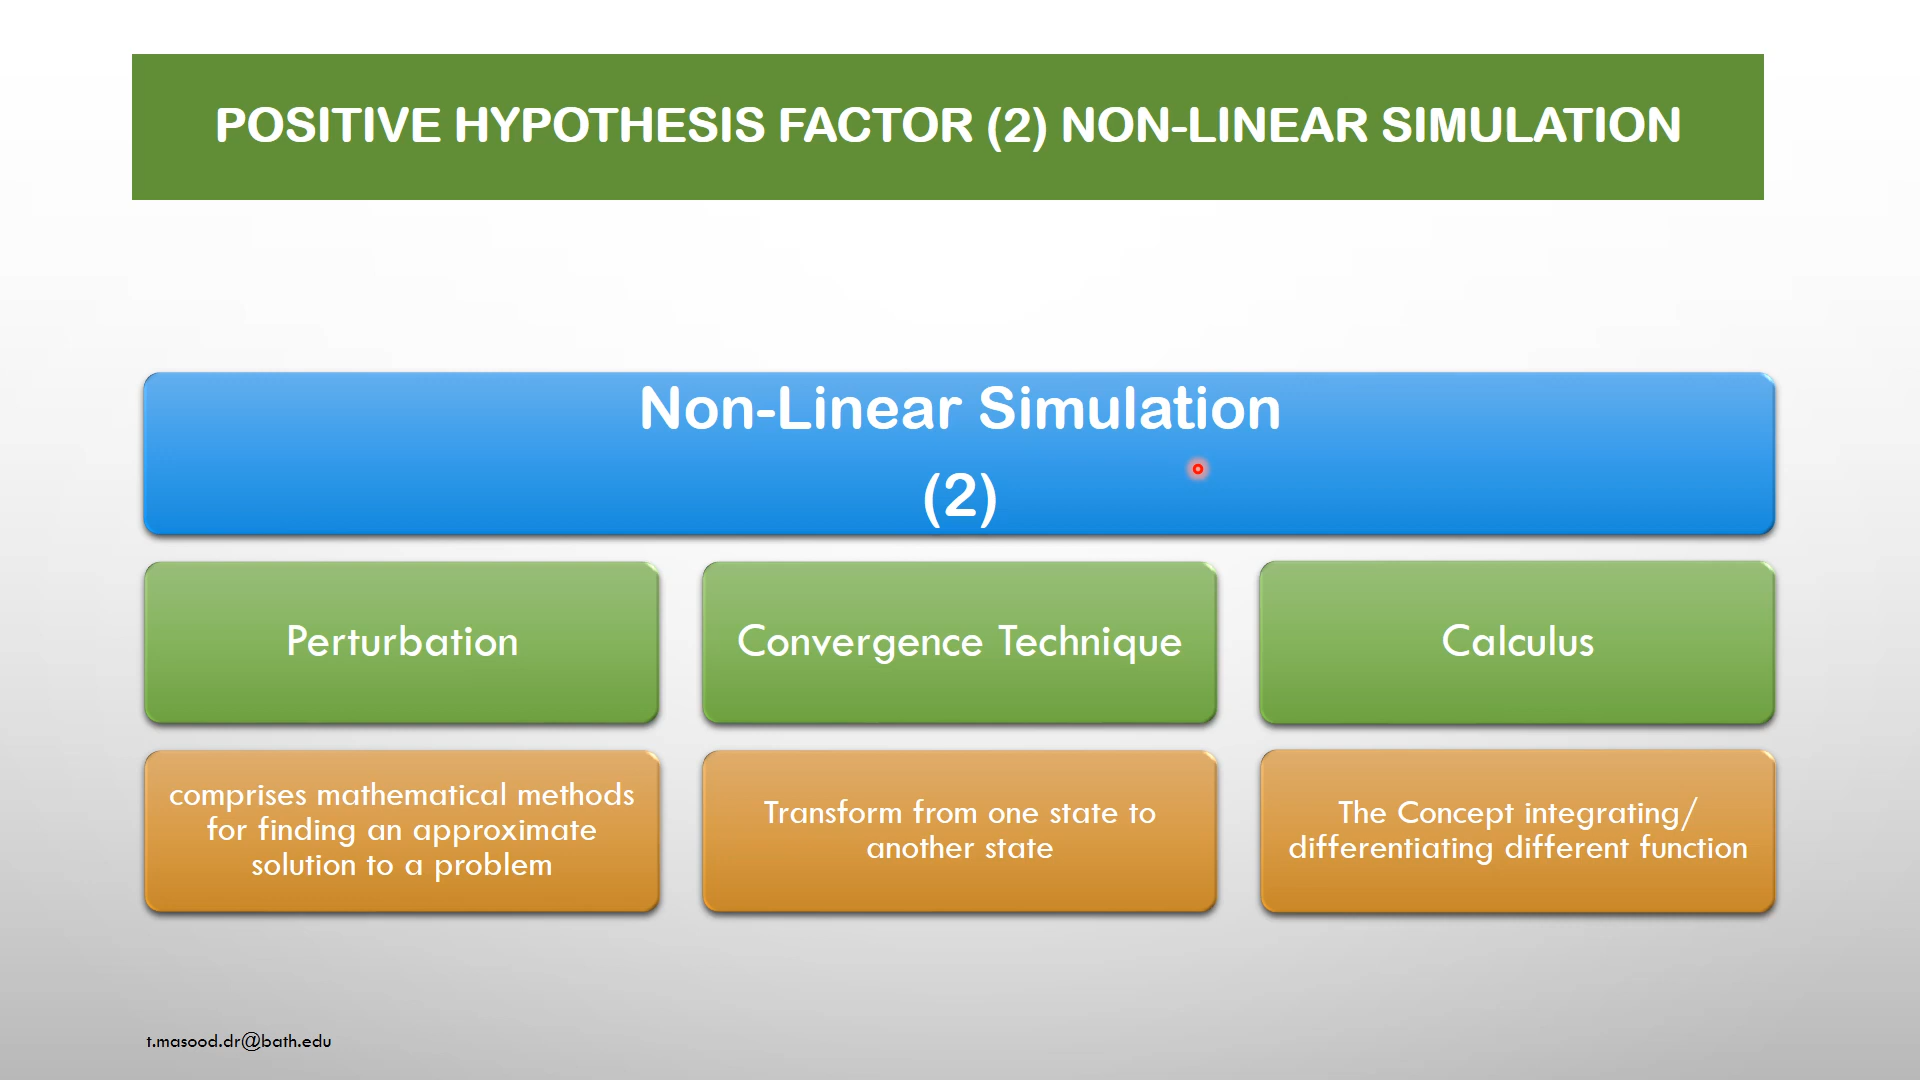 POSITIVE HYPOTHESIS FACTOR (2) NON-LINEAR SIMULATION
Non-Linear Simulation
(2)
Perturbation
Convergence Technique
Calculus
comprises mathematical methods
for finding an approximate
solution to a problem
Transform from one state to
another state
The Concept integrating/
differentiating different function
t.masood.dr@bath.edu